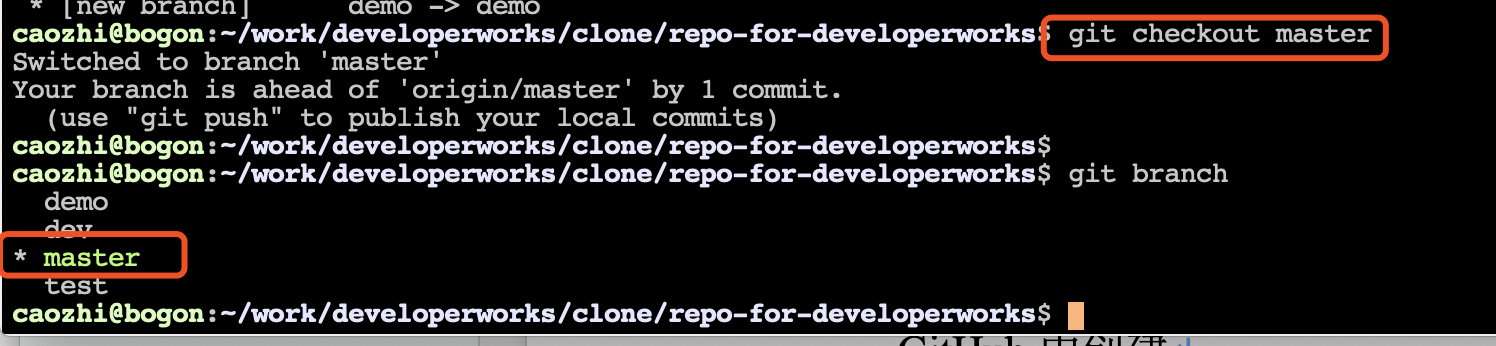 * [new branch]      demo -> demo
caozhi@bogon:~/work/developerworks/clone/repo-for-developerworks$ git checkout master
Switched to branch 'master'
Your branch is ahead of 'origin/master' by 1 commit.
  (use "git push" to publish your local commits)
caozhi@bogon:~/work/developerworks/clone/repo-for-developerworks$
caozhi@bogon:~/work/developerworks/clone/repo-for-developerworks$ git branch
  demo
  dev
* master
  test
caozhi@bogon:~/work/developerworks/clone/repo-for-developerworks$
GitHub 中创建